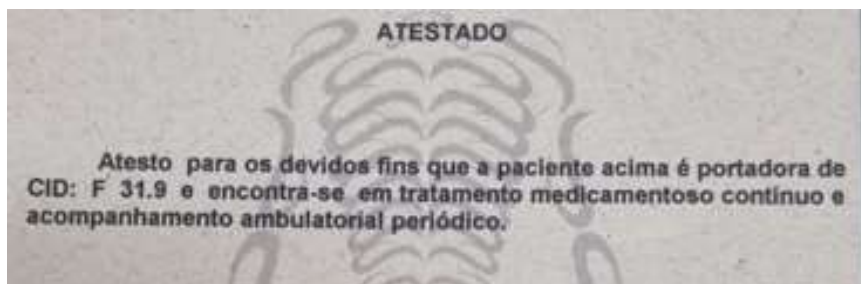 ATESTADO
Atesto para os devidos fins que a paciente acima é portadora de
CID: F 31.9 e encontra-se em tratamento medicamentoso contínuo e
acompanhamento ambulatorial periódico.